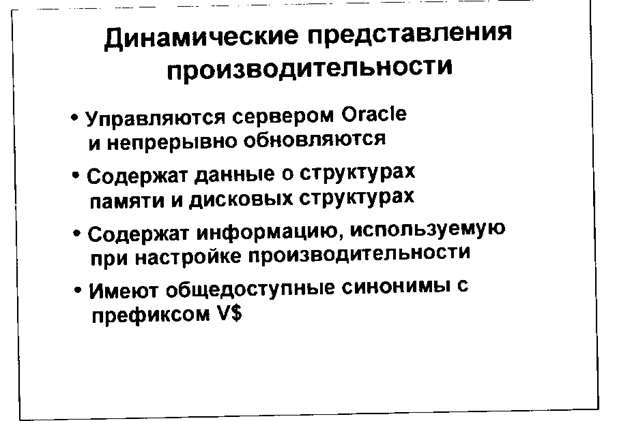 Динамические представления
производительности
• Управляются сервером Oracle
и непрерывно обновляются
• Содержат данные о структурах
памяти и дисковых структурах
• Содержат информацию, используемую
при настройке производительности
• Имеют общедоступные синонимы с
префиксом V$